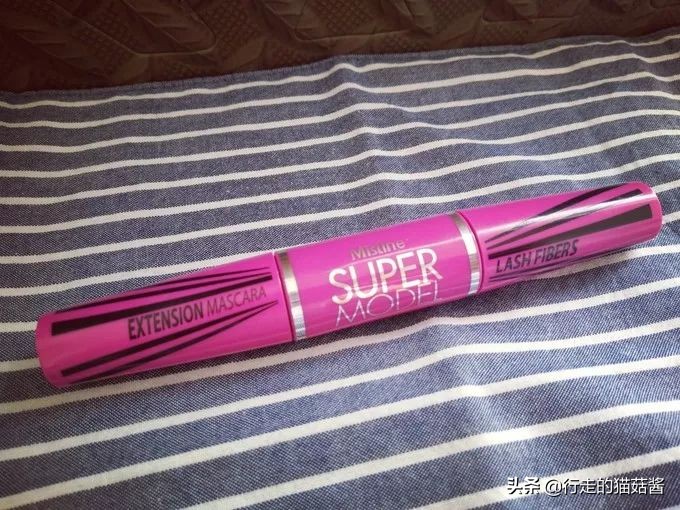 EXTENSION MASCARA
Mistine
SUPER
MODEL
LASH FIBERS
头条 @行走的猫菇酱